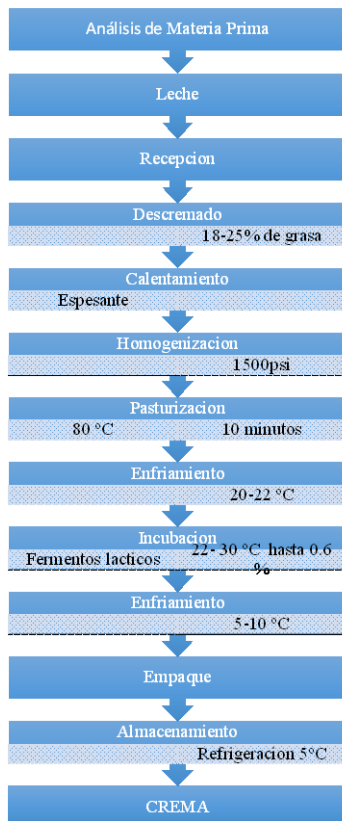 Análisis de Materia Prima
Leche
Recepcion
Descremado
18-25% de grasa
Calentamiento
Espesante
Homogenizacion
1500psi
Pasturizacion
80 °C 10 minutos
Enfriamiento
20-22 °C
Incubacion
Fermentos lacticos 22- 30 °C hasta 0.6
%
Enfriamiento
5-10 °C
Empaque
Almacenamiento
Refrigeracion 5°C
CREMA